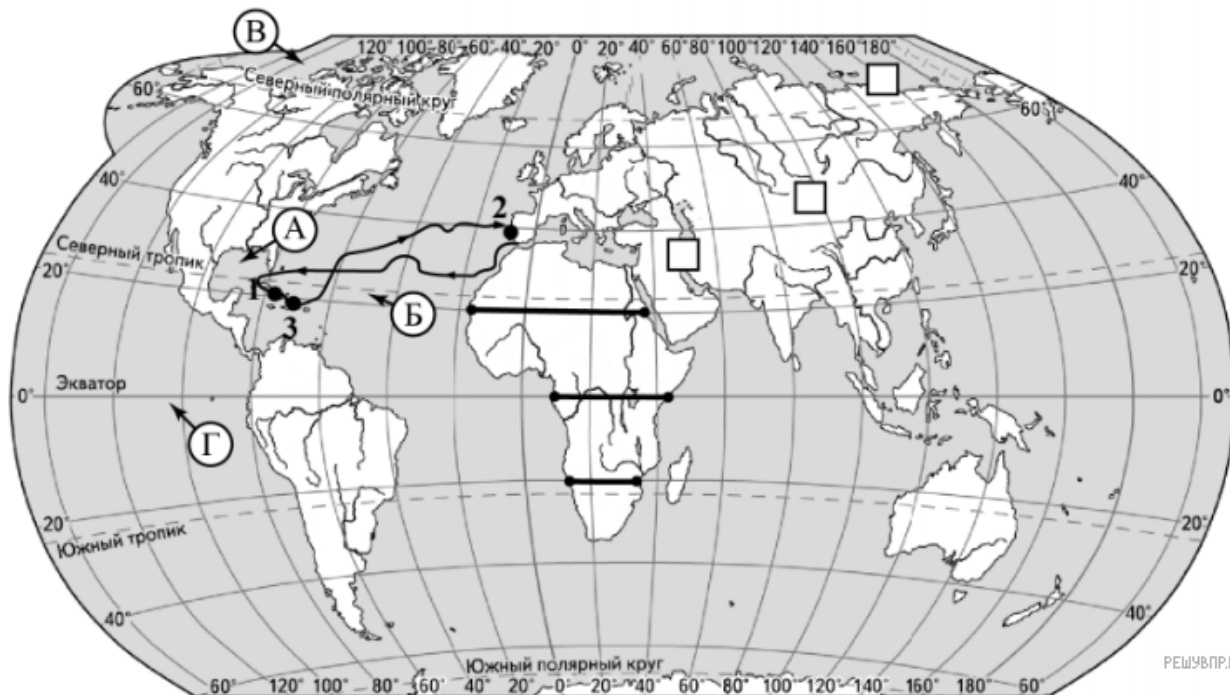 В
120° 100° 80° 60° 40° 20° 0° 20° 40° 60° 80° 100° 120° 140° 160° 180°
Северный полярный круг
60° 60°
40° 40°
2
А
Северный тропик
20° 20°
1
Б
3
Экватор
0° 0°
Г
20° 20°
Южный тропик
40° 40°
Южный полярный круг
РЕШУВПР.
60° 120° 100° 80° 60° 40° 20° 0° 20° 40° 60° 80° 100° 120° 140° 160° 180° 60°